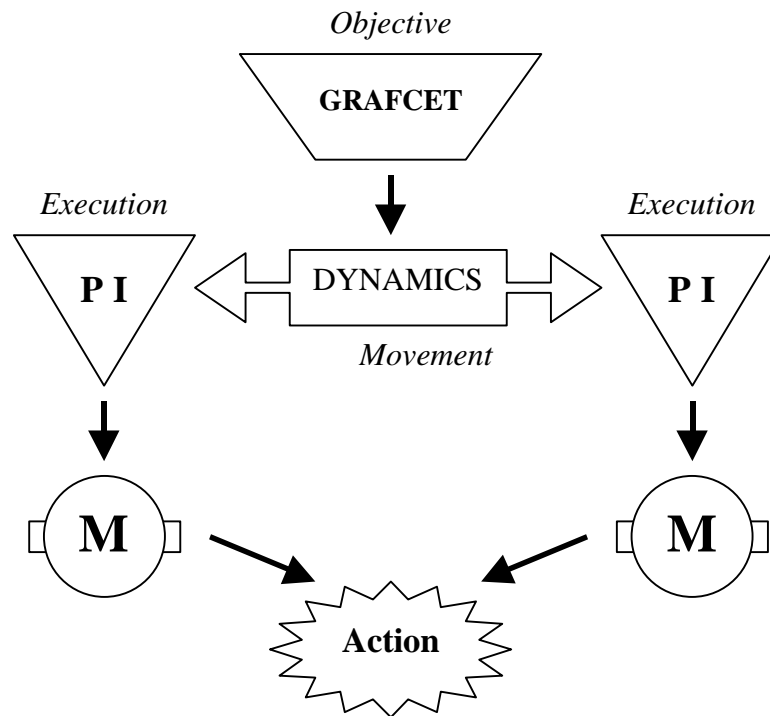 Objective
GRAFCET
Execution
Execution
P I
DYNAMICS
P I
Movement
M
M
Action